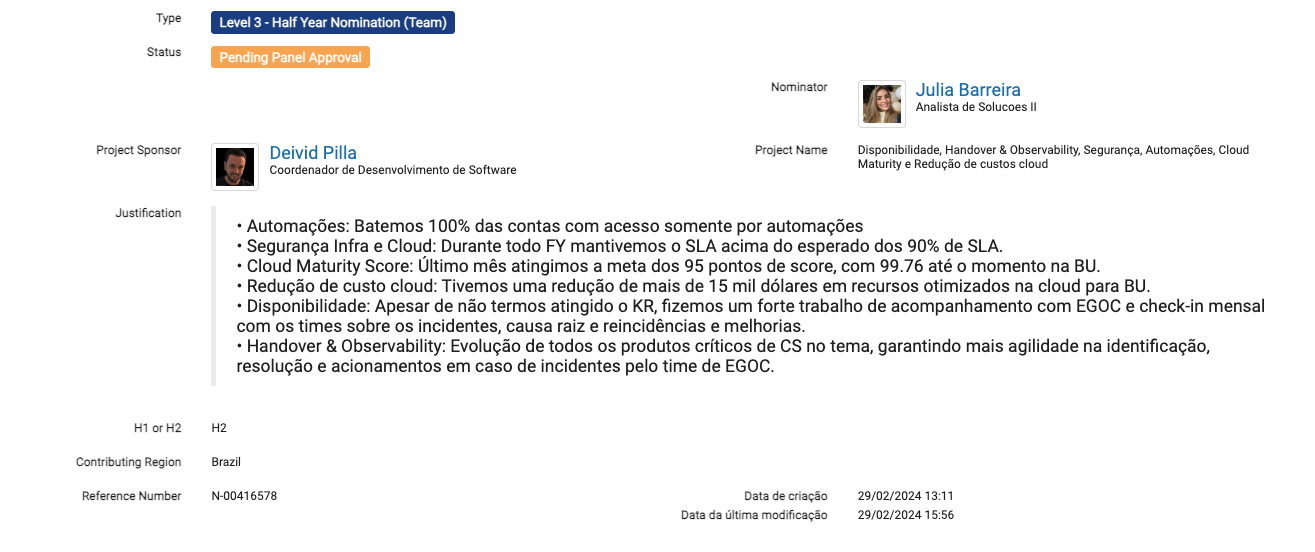 Type
Level 3 - Half Year Nomination (Team)
Status
Pending Panel Approval
Nominator
Julia Barreira
Analista de Solucoes II
Project Sponsor
Deivid Pilla
Coordenador de Desenvolvimento de Software
Project Name
Disponibilidade, Handover & Observability, Segurança, Automações, Cloud
Maturity e Redução de custos cloud
Justification
• Automações: Batemos 100% das contas com acesso somente por automações
• Segurança Infra e Cloud: Durante todo FY mantivemos o SLA acima do esperado dos 90% de SLA.
• Cloud Maturity Score: Último mês atingimos a meta dos 95 pontos de score, com 99.76 até o momento na BU.
• Redução de custo cloud: Tivemos uma redução de mais de 15 mil dólares em recursos otimizados na cloud para BU.
• Disponibilidade: Apesar de não termos atingido o KR, fizemos um forte trabalho de acompanhamento com EGOC e check-in mensal
com os times sobre os incidentes, causa raiz e reincidências e melhorias.
• Handover & Observability: Evolução de todos os produtos críticos de CS no tema, garantindo mais agilidade na identificação,
resolução e acionamentos em caso de incidentes pelo time de EGOC.
H1 or H2
H2
Contributing Region
Brazil
Reference Number
N-00416578
Data de criação
29/02/2024 13:11
Data da última modificação
29/02/2024 15:56